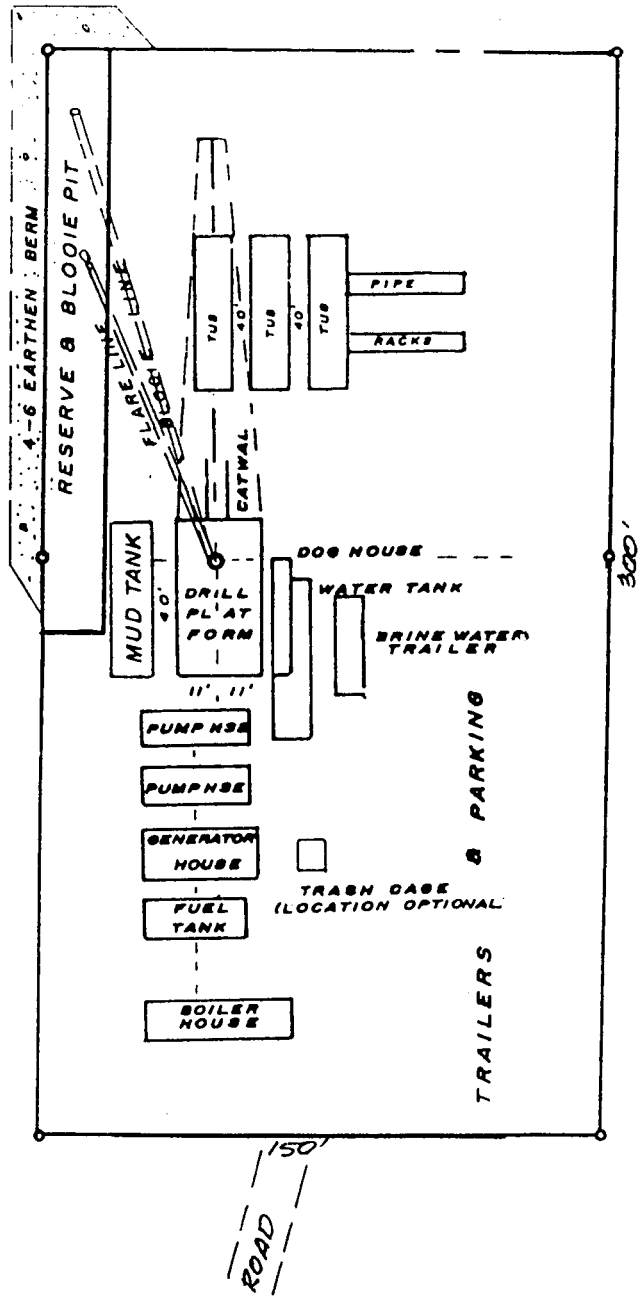 4-6 EARTHEN BERM
RESERVE & BLOOIE PIT
FLARE LINE
BLOOIE LINE
TUB
40'
TUB
40'
TUB
PIPE
RACKS
CATWAL
MUD TANK
40'
DRILL
PLAT
FORM
DOG HOUSE
WATER TANK
BRINE WATER
TRAILER
300'
11' 11'
PUMP HSE
PUMP HSE
GENERATOR
HOUSE
TRASH CAGE
(LOCATION OPTIONAL
FUEL
TANK
BOILER
HOUSE
TRAILERS & PARKING
150'
ROAD